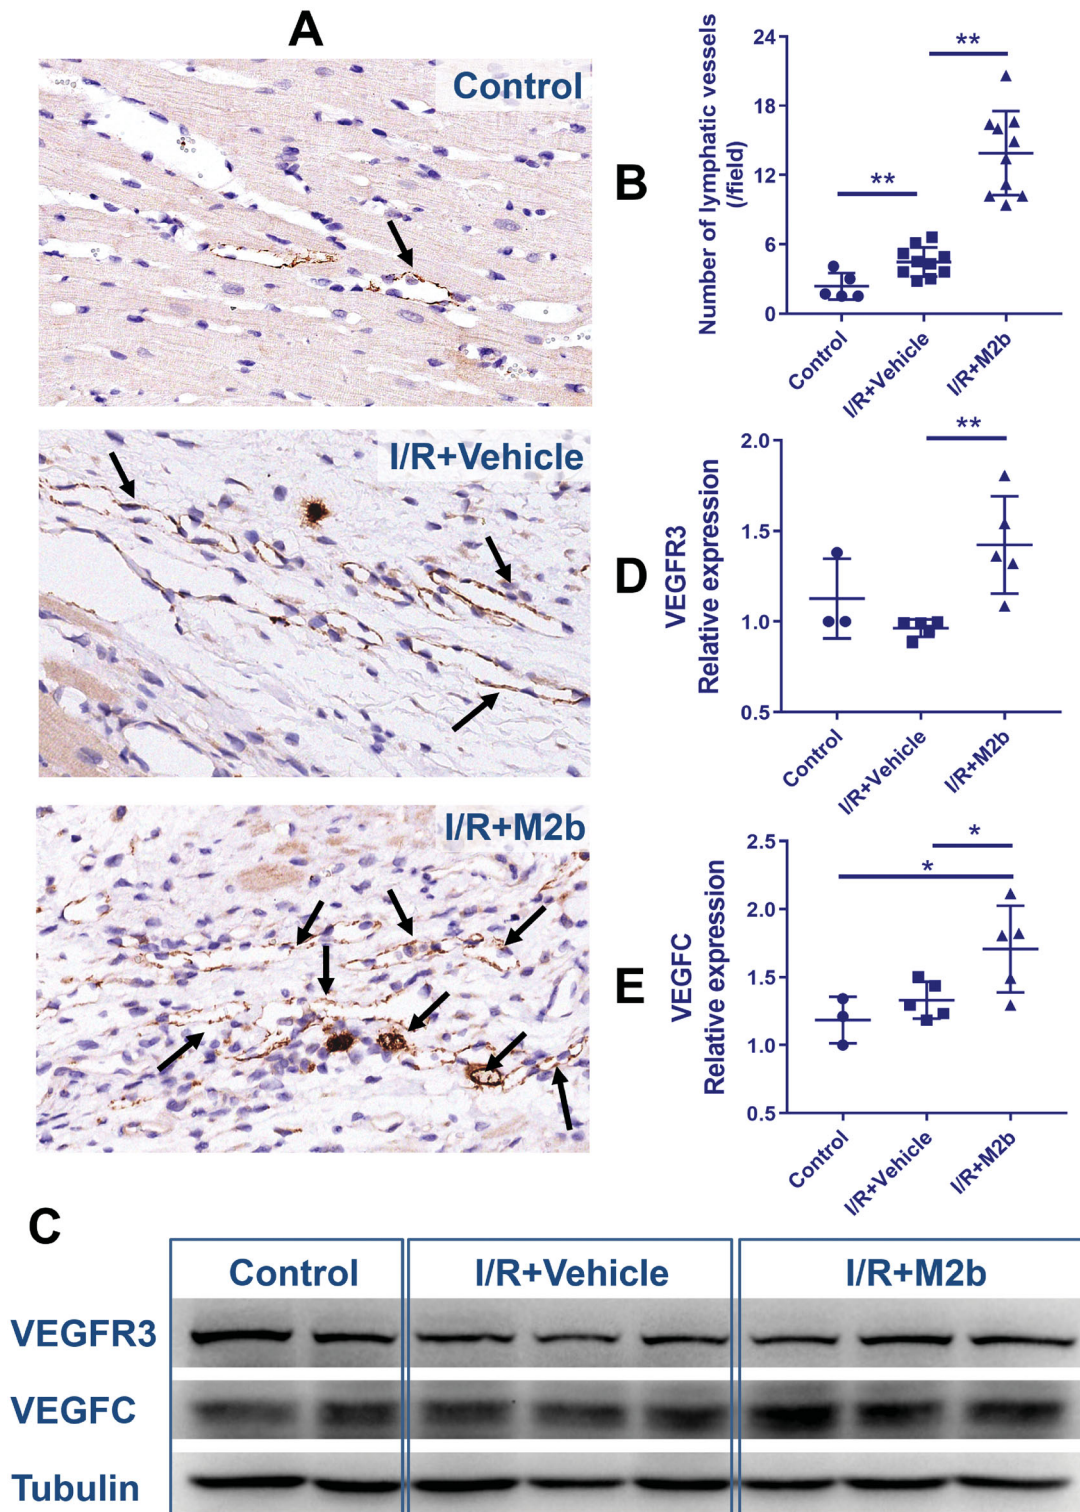 A
Control
I/R+Vehicle
I/R+M2b
B
Number of lymphatic vessels
(/field)
24
18
12
6
0
**
**
Control
I/R+Vehicle
I/R+M2b
D
VEGFR3
Relative expression
2.0
1.5
1.0
0.5
**
Control
I/R+Vehicle
I/R+M2b
E
VEGFC
Relative expression
2.5
2.0
1.5
1.0
0.5
*
*
Control
I/R+Vehicle
I/R+M2b
C
Control
I/R+Vehicle
I/R+M2b
VEGFR3
VEGFC
Tubulin